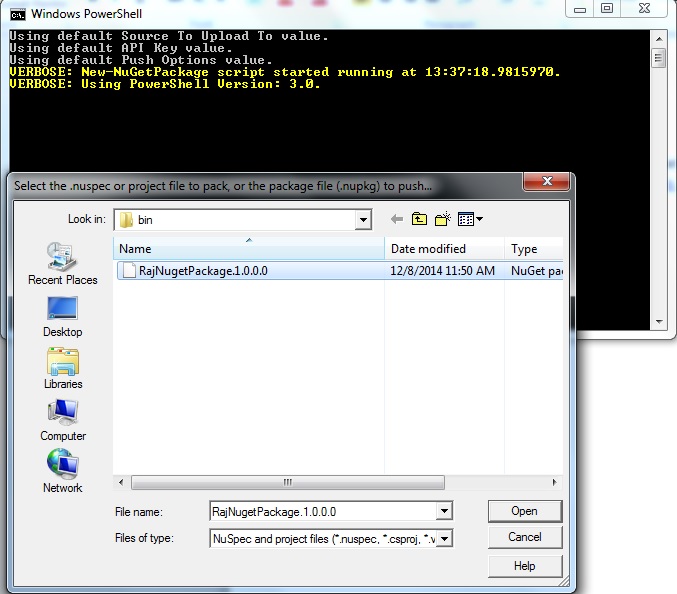 Windows PowerShell
Using default Source To Upload To value.
Using default API Key value.
Using default Push Options value.
VERBOSE: New-NuGetPackage script started running at 13:37:18.9815970.
VERBOSE: Using PowerShell Version: 3.0.
Select the .nuspec or project file to pack, or the package file (.nupkg) to push...
Look in: bin
Name Date modified Type
RajNugetPackage.1.0.0.0 12/8/2014 11:50 AM NuGet pac
Recent Places
Desktop
Libraries
Computer
Network
File name: RajNugetPackage.1.0.0.0 Open
Files of type: NuSpec and project files (*.nuspec, *.csproj, *.v Cancel
Help